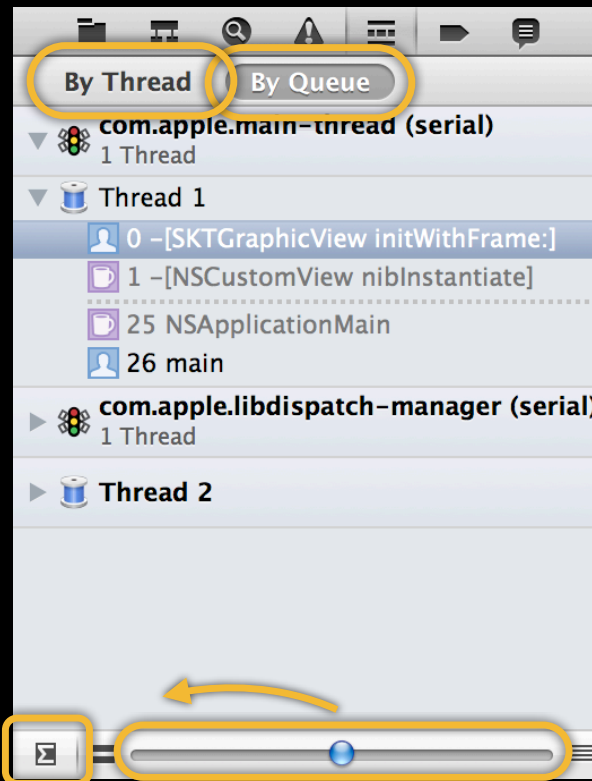 By Thread By Queue
com.apple.main-thread (serial)
1 Thread
Thread 1
0 -[SKTGraphicView initWithFrame:]
1 -[NSCustomView nibInstantiate]
25 NSApplicationMain
26 main
com.apple.libdispatch-manager (serial)
1 Thread
Thread 2
Σ